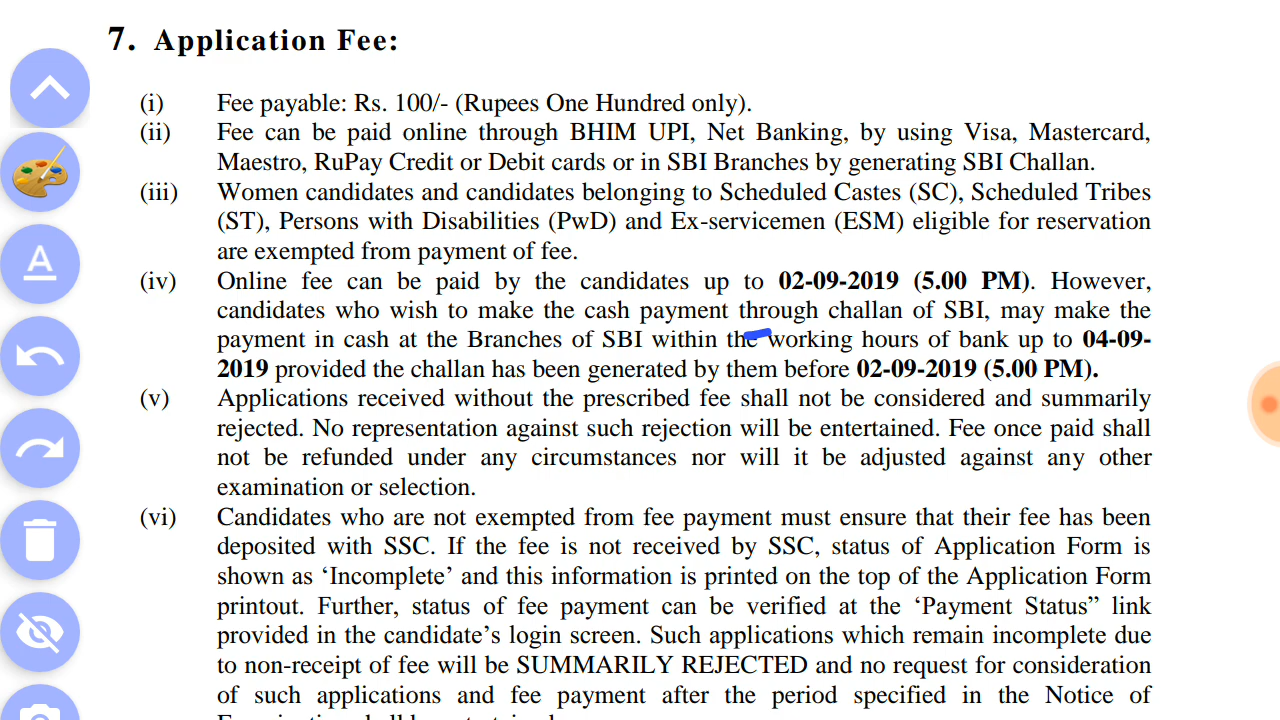 7. Application Fee:
(i) Fee payable: Rs. 100/- (Rupees One Hundred only).
(ii) Fee can be paid online through BHIM UPI, Net Banking, by using Visa, Mastercard,
Maestro, RuPay Credit or Debit cards or in SBI Branches by generating SBI Challan.
(iii) Women candidates and candidates belonging to Scheduled Castes (SC), Scheduled Tribes
(ST), Persons with Disabilities (PwD) and Ex-servicemen (ESM) eligible for reservation
are exempted from payment of fee.
(iv) Online fee can be paid by the candidates up to 02-09-2019 (5.00 PM). However,
candidates who wish to make the cash payment through challan of SBI, may make the
payment in cash at the Branches of SBI within the working hours of bank up to 04-09-
2019 provided the challan has been generated by them before 02-09-2019 (5.00 PM).
(v) Applications received without the prescribed fee shall not be considered and summarily
rejected. No representation against such rejection will be entertained. Fee once paid shall
not be refunded under any circumstances nor will it be adjusted against any other
examination or selection.
(vi) Candidates who are not exempted from fee payment must ensure that their fee has been
deposited with SSC. If the fee is not received by SSC, status of Application Form is
shown as ‘Incomplete’ and this information is printed on the top of the Application Form
printout. Further, status of fee payment can be verified at the ‘Payment Status” link
provided in the candidate’s login screen. Such applications which remain incomplete due
to non-receipt of fee will be SUMMARILY REJECTED and no request for consideration
of such applications and fee payment after the period specified in the Notice of